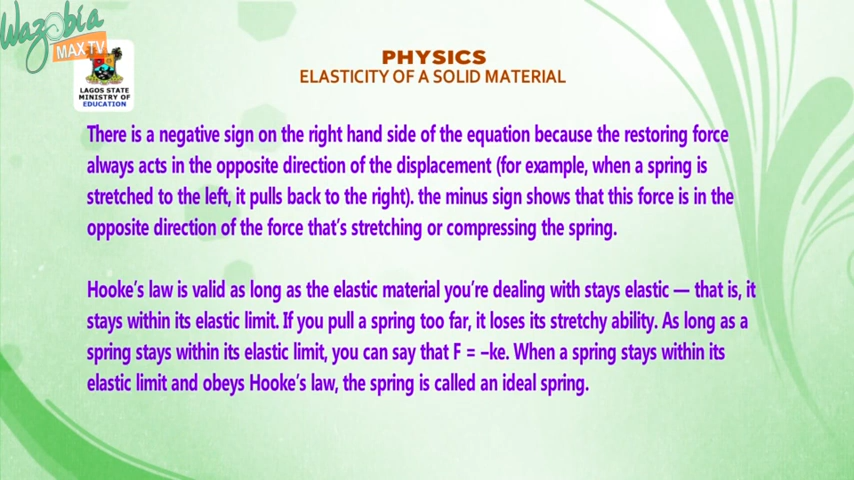 Wazobia
MAX TV
LAGOS STATE
MINISTRY OF
EDUCATION
PHYSICS
ELASTICITY OF A SOLID MATERIAL
There is a negative sign on the right hand side of the equation because the restoring force
always acts in the opposite direction of the displacement (for example, when a spring is
stretched to the left, it pulls back to the right). the minus sign shows that this force is in the
opposite direction of the force that's stretching or compressing the spring.
Hooke's law is valid as long as the elastic material you're dealing with stays elastic — that is, it
stays within its elastic limit. If you pull a spring too far, it loses its stretchy ability. As long as a
spring stays within its elastic limit, you can say that F = –ke. When a spring stays within its
elastic limit and obeys Hooke's law, the spring is called an ideal spring.